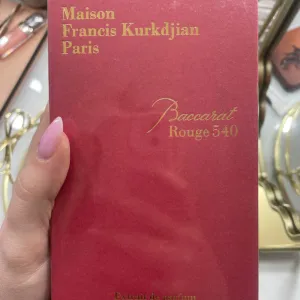 Maison
Francis Kurkdjian
Paris
Baccarat
Rouge 540
Extrait de parfum